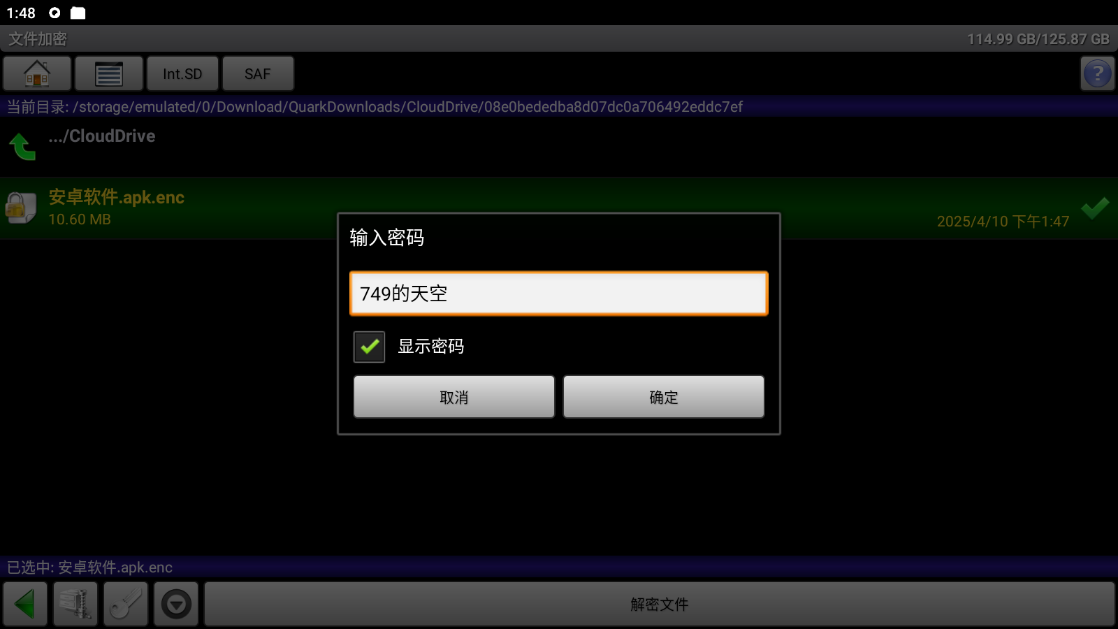 1:48
文件加密
114.99 GB/125.87 GB
Int.SD
SAF
?
当前目录: /storage/emulated/0/Download/QuarkDownloads/CloudDrive/08e0bededba8d07dc0a706492eddc7ef
.../CloudDrive
安卓软件.apk.enc
10.60 MB
2025/4/10 下午1:47
输入密码
749的天空
显示密码
取消
确定
已选中: 安卓软件.apk.enc
解密文件